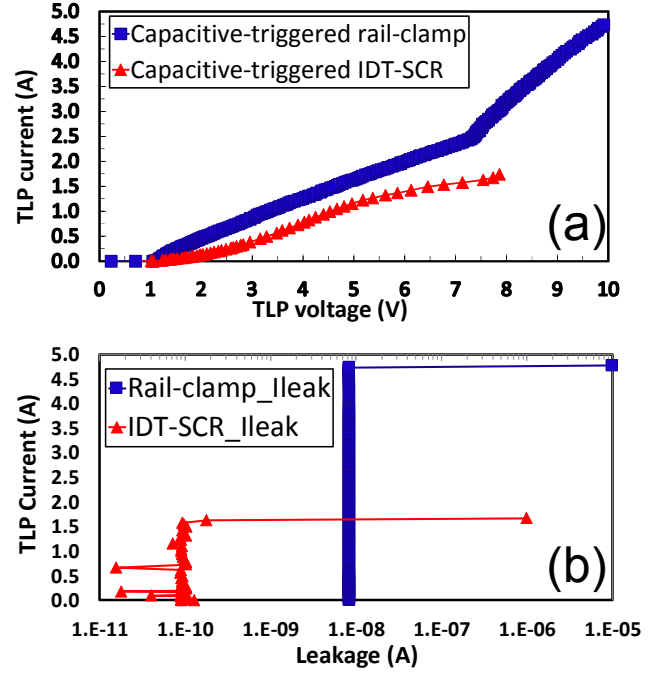 5.0
4.5
4.0
3.5
3.0
2.5
2.0
1.5
1.0
0.5
0.0
TLP current (A)
Capacitive-triggered rail-clamp
Capacitive-triggered IDT-SCR
(a)
0 1 2 3 4 5 6 7 8 9 10
TLP voltage (V)
5.0
4.5
4.0
3.5
3.0
2.5
2.0
1.5
1.0
0.5
0.0
TLP Current (A)
Rail-clamp_Ileak
IDT-SCR_Ileak
(b)
1.E-11 1.E-10 1.E-09 1.E-08 1.E-07 1.E-06 1.E-05
Leakage (A)